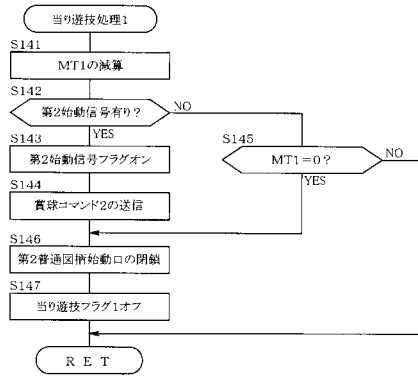 当り遊技処理1
S141
MT1の減算
S142
第2始動信号有り?
NO
YES
S143
第2始動信号フラグオン
S145
MT1=0?
NO
YES
S144
賞球コマンド2の送信
S146
第2普通図柄始動口の閉鎖
S147
当り遊技フラグ1オフ
R E T